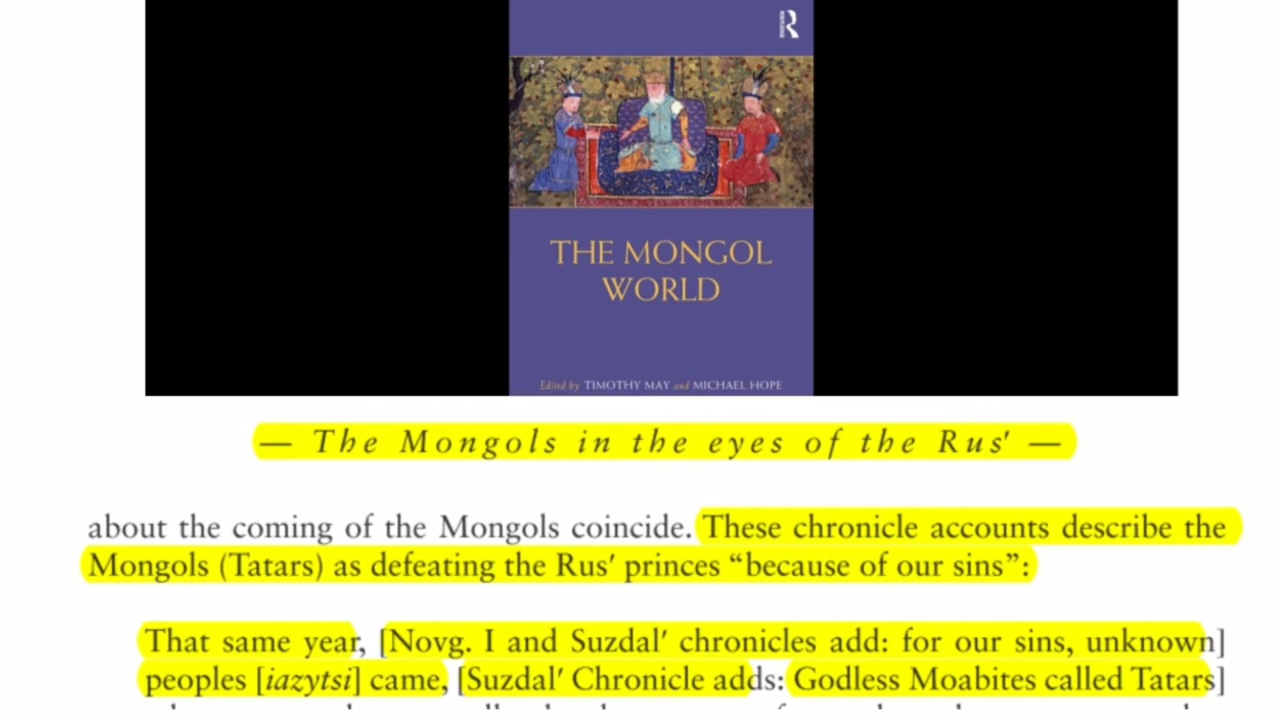 THE MONGOL
WORLD
Edited by TIMOTHY MAY and MICHAEL HOPE
— The Mongols in the eyes of the Rus′ —
about the coming of the Mongols coincide. These chronicle accounts describe the
Mongols (Tatars) as defeating the Rus′ princes “because of our sins”:
That same year, [Novg. I and Suzdal′ chronicles add: for our sins, unknown]
peoples [iazytsi] came, [Suzdal′ Chronicle adds: Godless Moabites called Tatars]